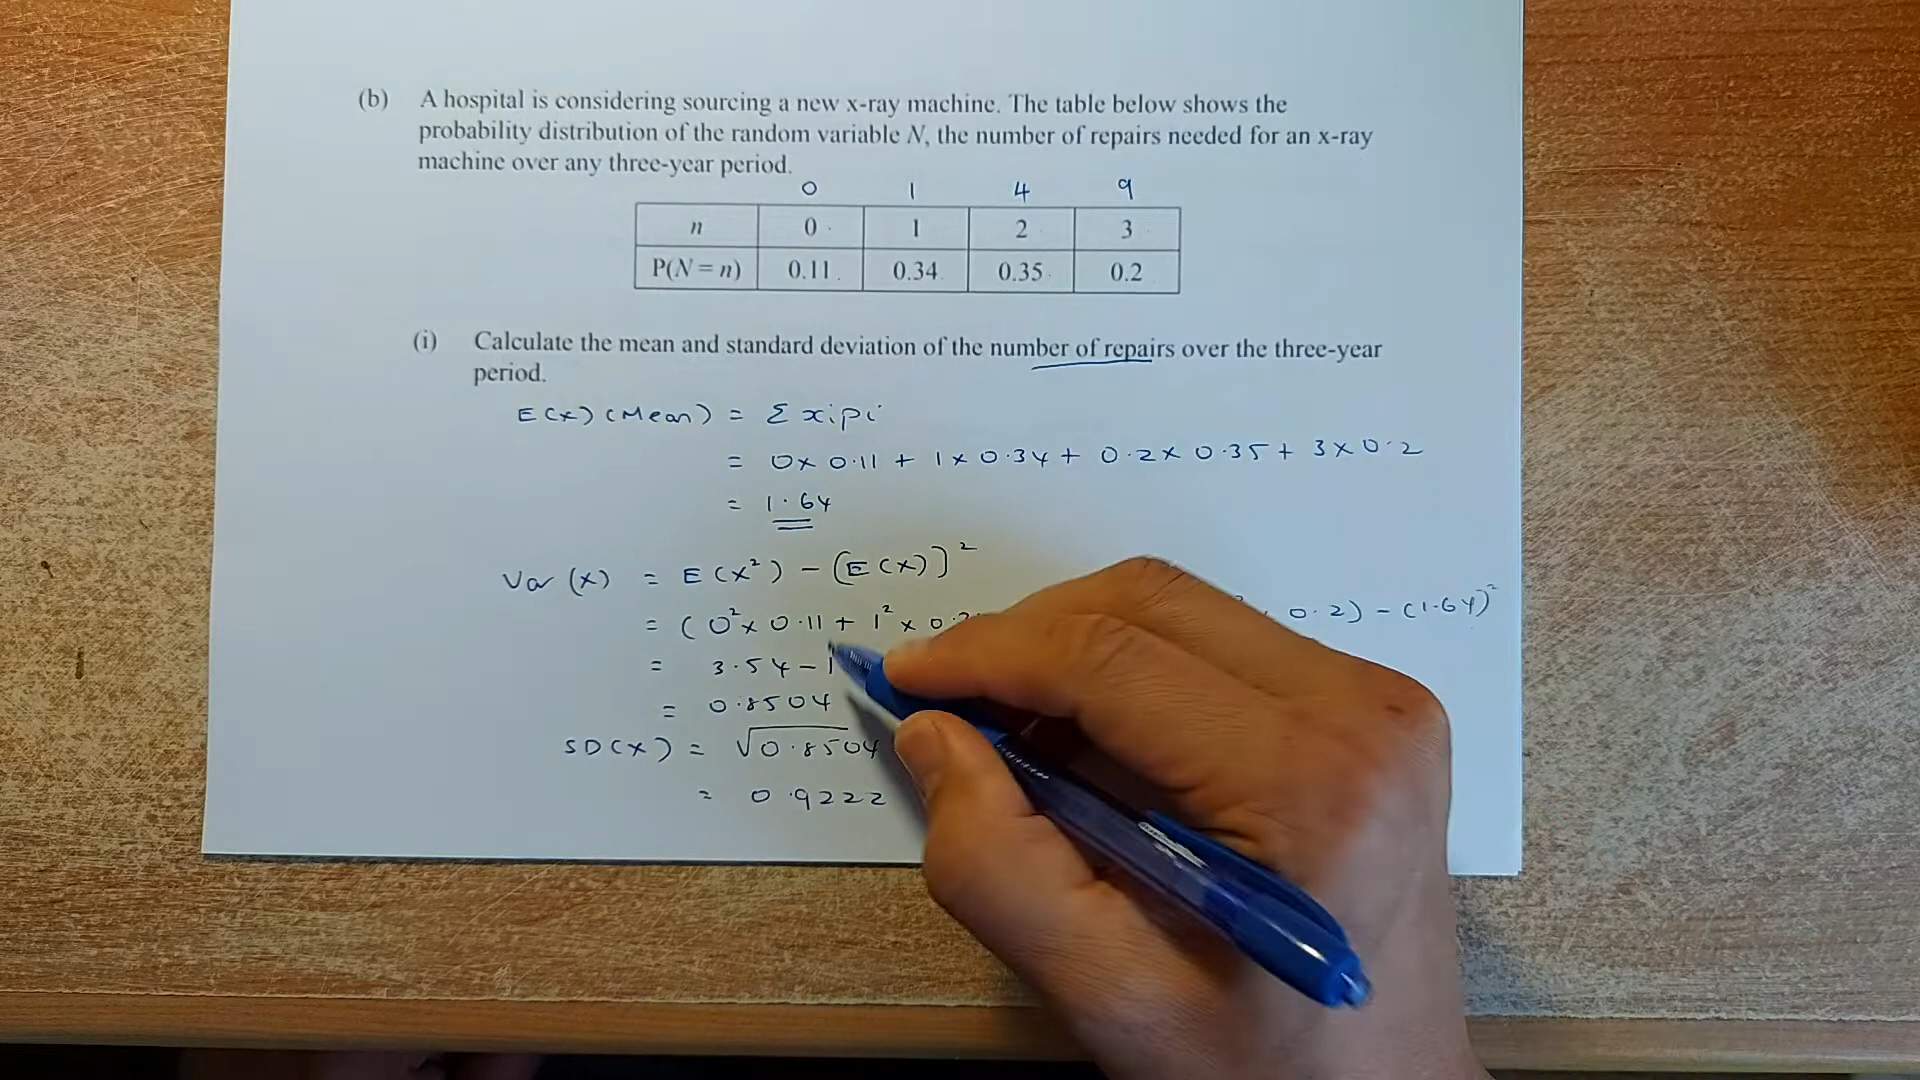 (b) A hospital is considering sourcing a new x-ray machine. The table below shows the
probability distribution of the random variable N, the number of repairs needed for an x-ray
machine over any three-year period.
0 1 4 9
n 0 1 2 3
P(N = n) 0.11 0.34 0.35 0.2
(i) Calculate the mean and standard deviation of the number of repairs over the three-year
period.
E(x) (Mean) = Σ xipi
= 0 x 0.11 + 1 x 0.34 + 0.2 x 0.35 + 3 x 0.2
= 1.64
Var (x) = E(X²) - (E(x)]²
= (0² x 0.11 + 1² x 0. 0.2) - (1.64)²
= 3.54 - 1
= 0.8504
SD(X) = √0.8504
= 0.9222